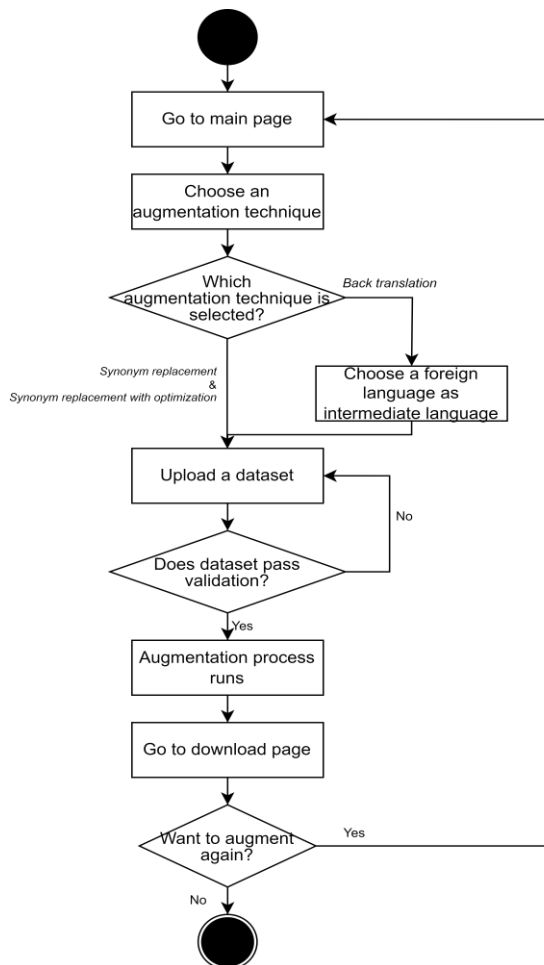 Go to main page
Choose an
augmentation technique
Which
augmentation technique is
selected?
Back translation
Synonym replacement
&
Synonym replacement with optimization
Choose a foreign
language as
intermediate language
Upload a dataset
No
Does dataset pass
validation?
Yes
Augmentation process
runs
Go to download page
Want to augment
again?
Yes
No